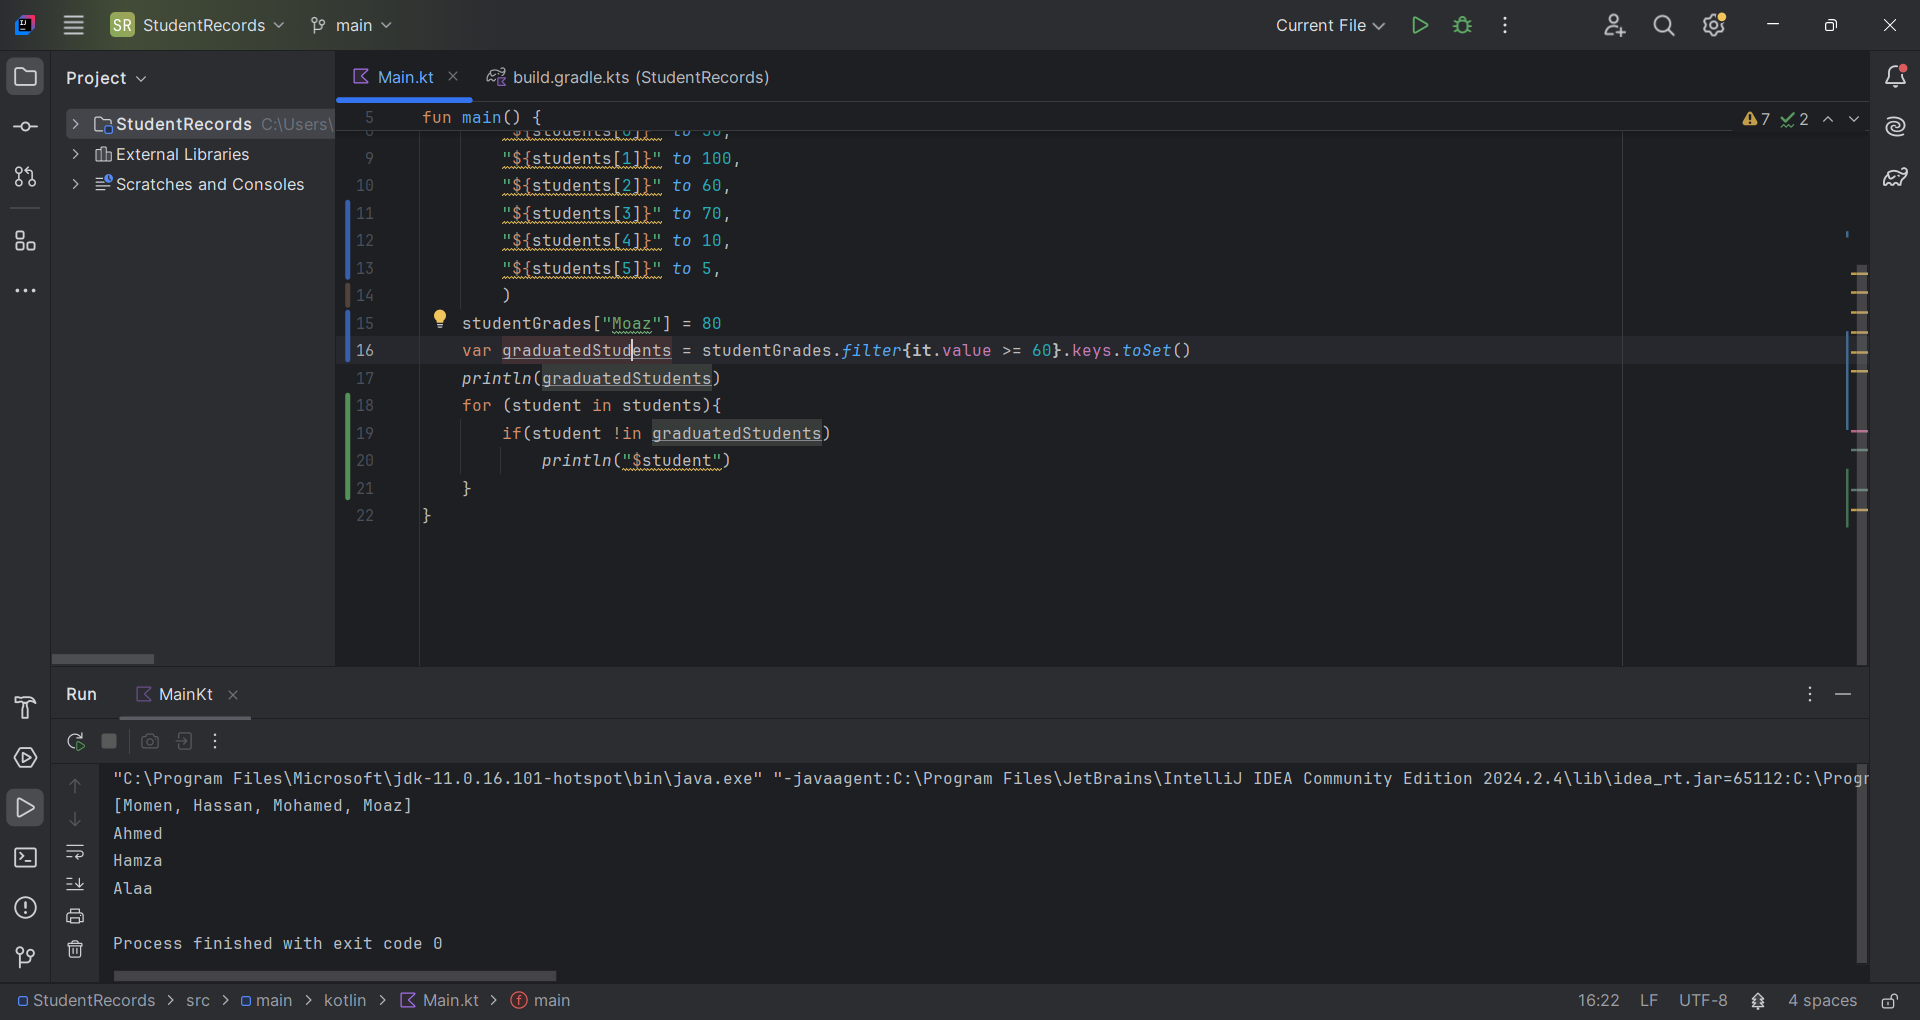 SR StudentRecords main Current File
Project
Main.kt build.gradle.kts (StudentRecords)
StudentRecords C:\Users\
External Libraries
Scratches and Consoles
5 fun main() {
7 2
9 "${students[1]}" to 100,
10 "${students[2]}" to 60,
11 "${students[3]}" to 70,
12 "${students[4]}" to 10,
13 "${students[5]}" to 5,
14 )
15 studentGrades["Moaz"] = 80
16 var graduatedStudents = studentGrades.filter{it.value >= 60}.keys.toSet()
17 println(graduatedStudents)
18 for (student in students){
19 if(student !in graduatedStudents)
20 println("$student")
21 }
22 }
Run MainKt
"C:\Program Files\Microsoft\jdk-11.0.16.101-hotspot\bin\java.exe" "-javaagent:C:\Program Files\JetBrains\IntelliJ IDEA Community Edition 2024.2.4\lib\idea_rt.jar=65112:C:\Progr
[Momen, Hassan, Mohamed, Moaz]
Ahmed
Hamza
Alaa
Process finished with exit code 0
StudentRecords > src > main > kotlin > Main.kt > main 16:22 LF UTF-8 4 spaces